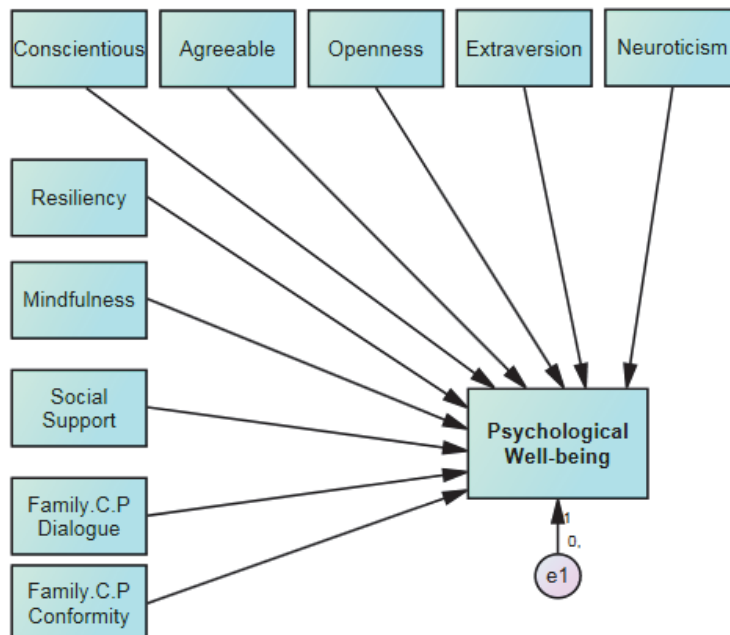 Conscientious
Agreeable
Openness
Extraversion
Neuroticism
Resiliency
Mindfulness
Social
Support
Psychological
Well-being
Family.C.P
Dialogue
1
0,
e1
Family.C.P
Conformity